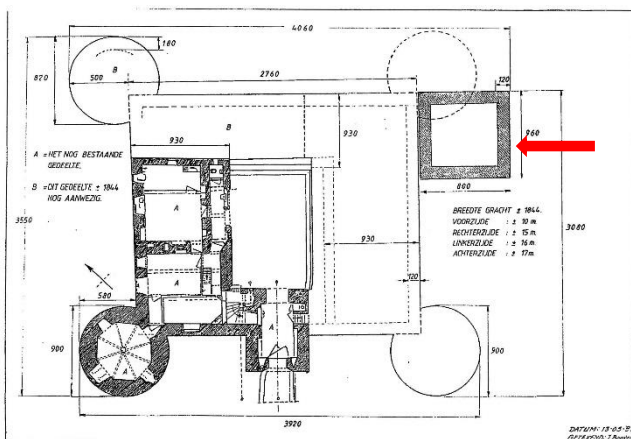 4060
180
820
500
B
2760
120
930
B
930
960
A = HET NOG BESTAANDE
GEDEELTE,
B = DIT GEDEELTE ± 1844
NOG AANWEZIG.
A
800
BREEDTE GRACHT ± 1844.
VOORZIJDE : ± 10 m.
RECHTERZIJDE : ± 15 m.
LINKERZIJDE : ± 16 m.
ACHTERZIJDE : ± 17 m.
3550
3080
930
A
120
580
A
900
A
900
3920
DATUM: 13-05-
GETEKEND: